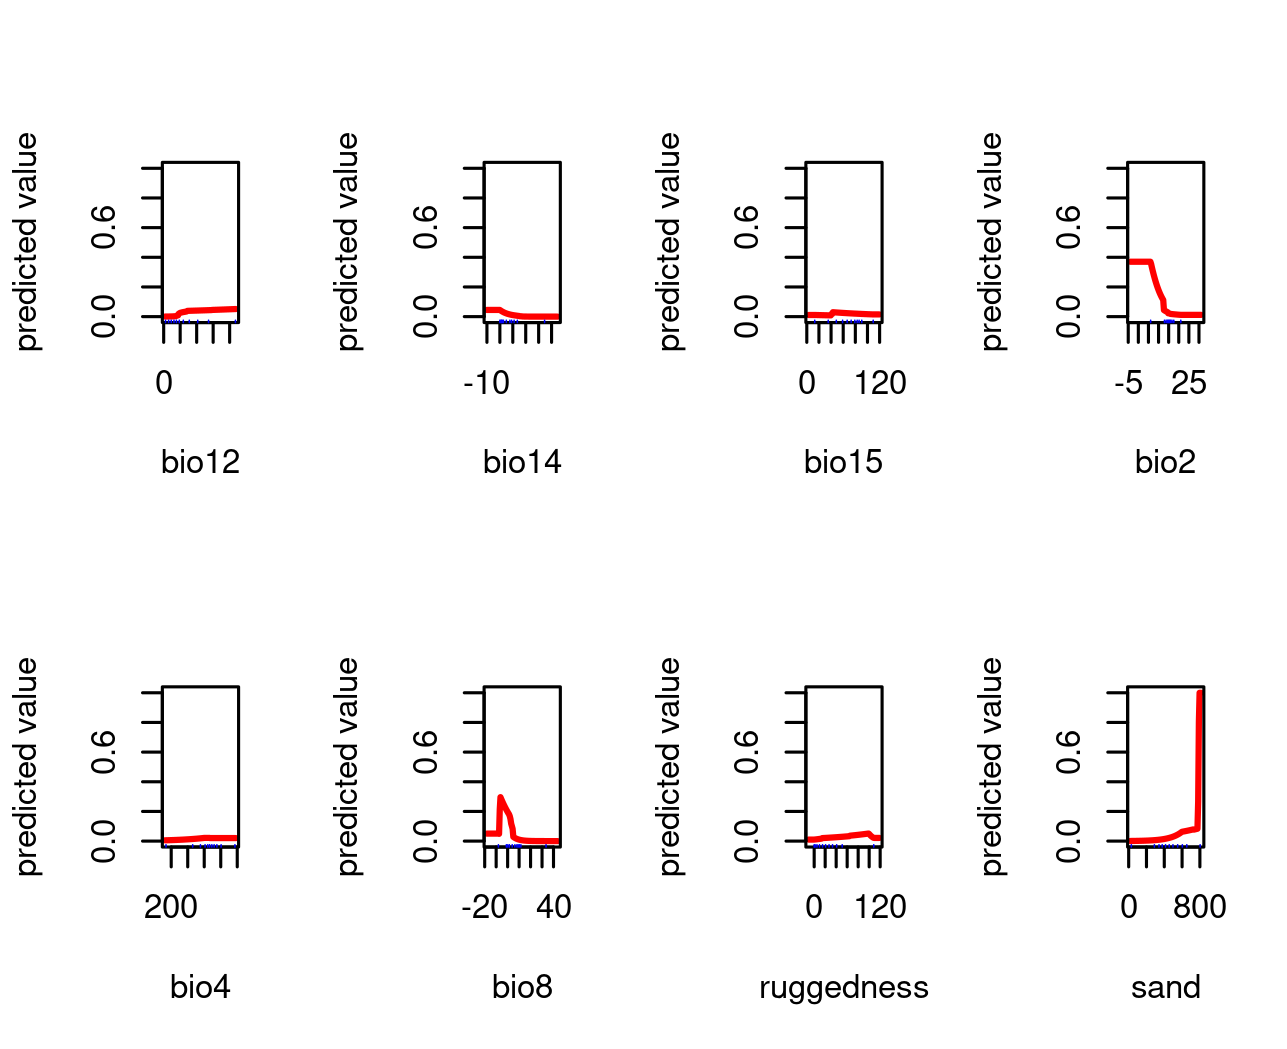 predicted value
0.0 0.6
0
bio12
predicted value
0.0 0.6
-10
bio14
predicted value
0.0 0.6
0 120
bio15
predicted value
0.0 0.6
-5 25
bio2
predicted value
0.0 0.6
200
bio4
predicted value
0.0 0.6
-20 40
bio8
predicted value
0.0 0.6
0 120
ruggedness
predicted value
0.0 0.6
0 800
sand